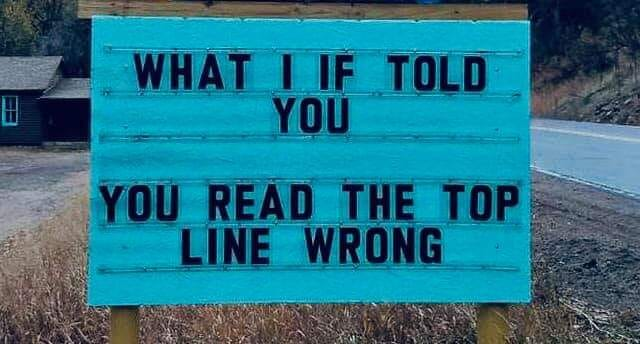 WHAT I IF TOLD
YOU
YOU READ THE TOP
LINE WRONG